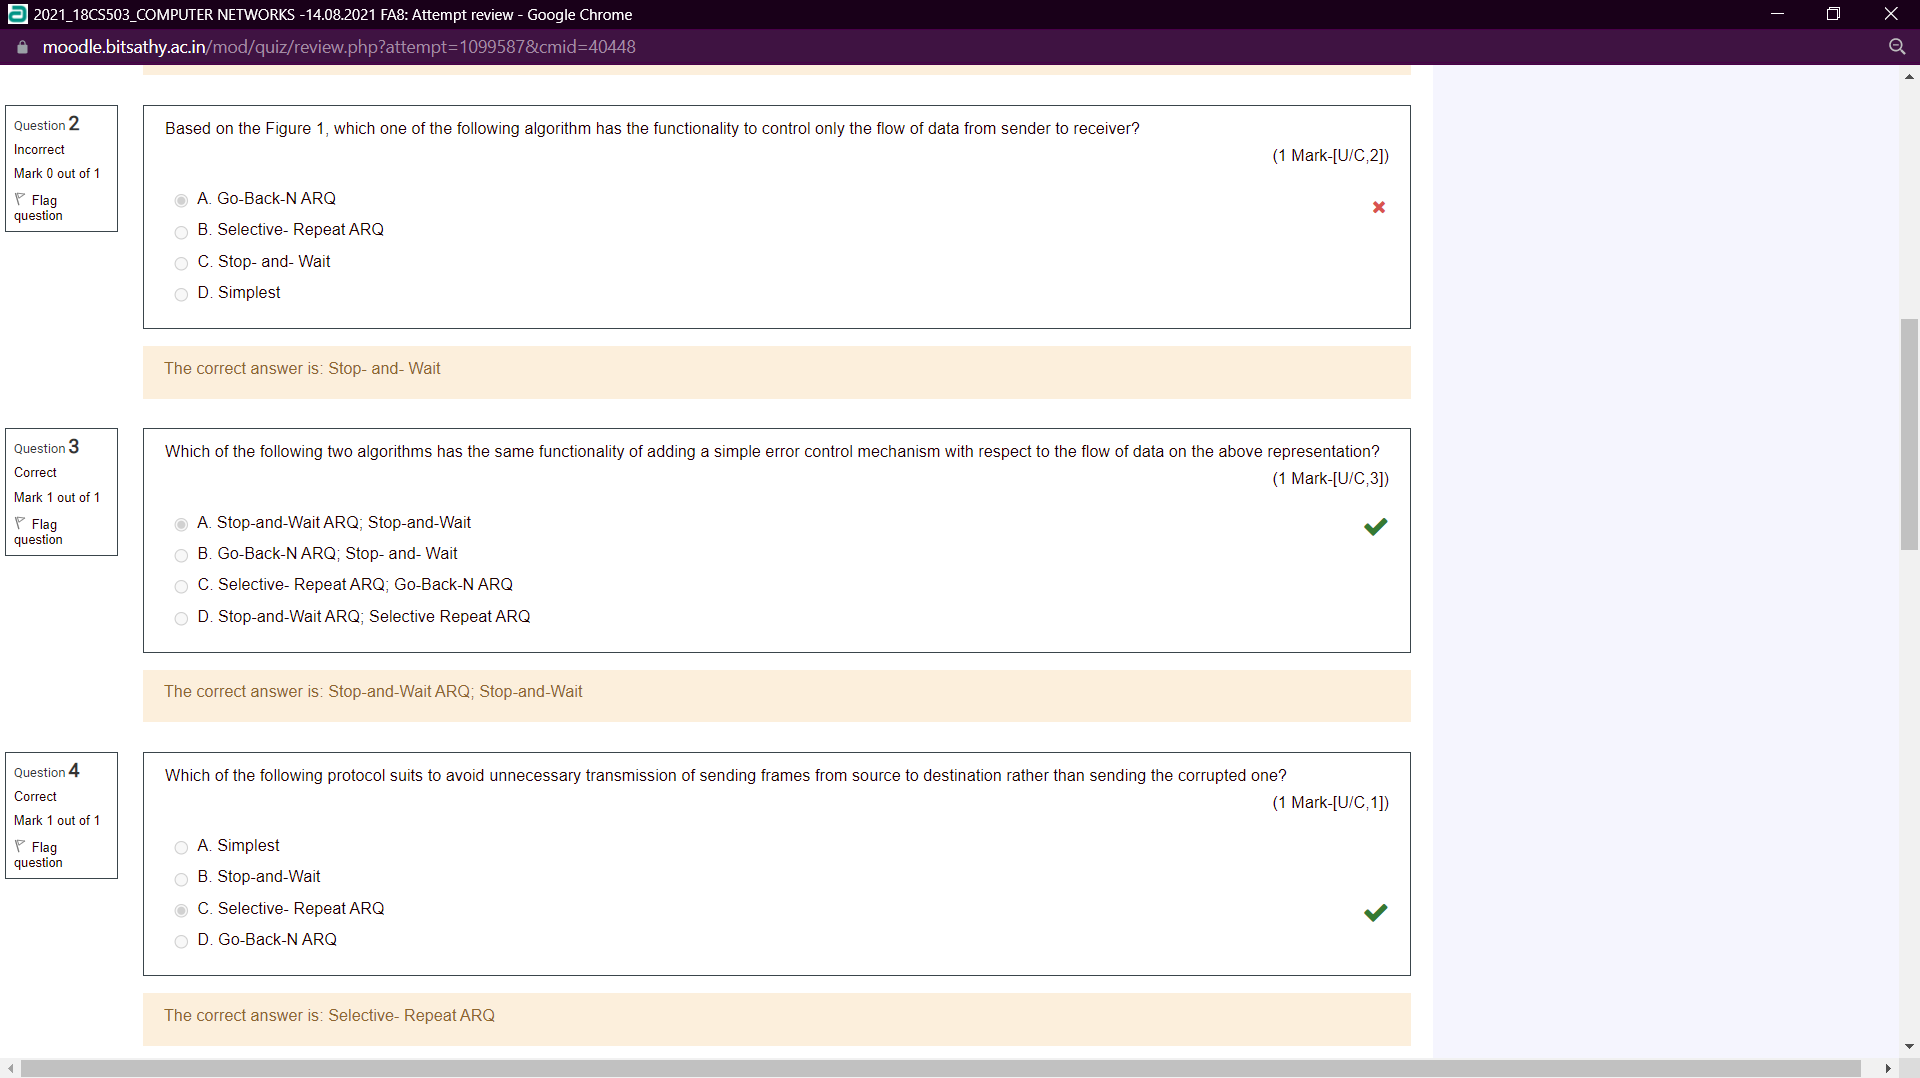 2021_18CS503_COMPUTER NETWORKS -14.08.2021 FA8: Attempt review - Google Chrome
moodle.bitsathy.ac.in/mod/quiz/review.php?attempt=1099587&cmid=40448
Question 2
Incorrect
Mark 0 out of 1
Flag
question
Based on the Figure 1, which one of the following algorithm has the functionality to control only the flow of data from sender to receiver?
(1 Mark-[U/C,2])
A. Go-Back-N ARQ
B. Selective- Repeat ARQ
C. Stop- and- Wait
D. Simplest
The correct answer is: Stop- and- Wait
Question 3
Correct
Mark 1 out of 1
Flag
question
Which of the following two algorithms has the same functionality of adding a simple error control mechanism with respect to the flow of data on the above representation?
(1 Mark-[U/C,3])
A. Stop-and-Wait ARQ; Stop-and-Wait
B. Go-Back-N ARQ; Stop- and- Wait
C. Selective- Repeat ARQ; Go-Back-N ARQ
D. Stop-and-Wait ARQ; Selective Repeat ARQ
The correct answer is: Stop-and-Wait ARQ; Stop-and-Wait
Question 4
Correct
Mark 1 out of 1
Flag
question
Which of the following protocol suits to avoid unnecessary transmission of sending frames from source to destination rather than sending the corrupted one?
(1 Mark-[U/C,1])
A. Simplest
B. Stop-and-Wait
C. Selective- Repeat ARQ
D. Go-Back-N ARQ
The correct answer is: Selective- Repeat ARQ